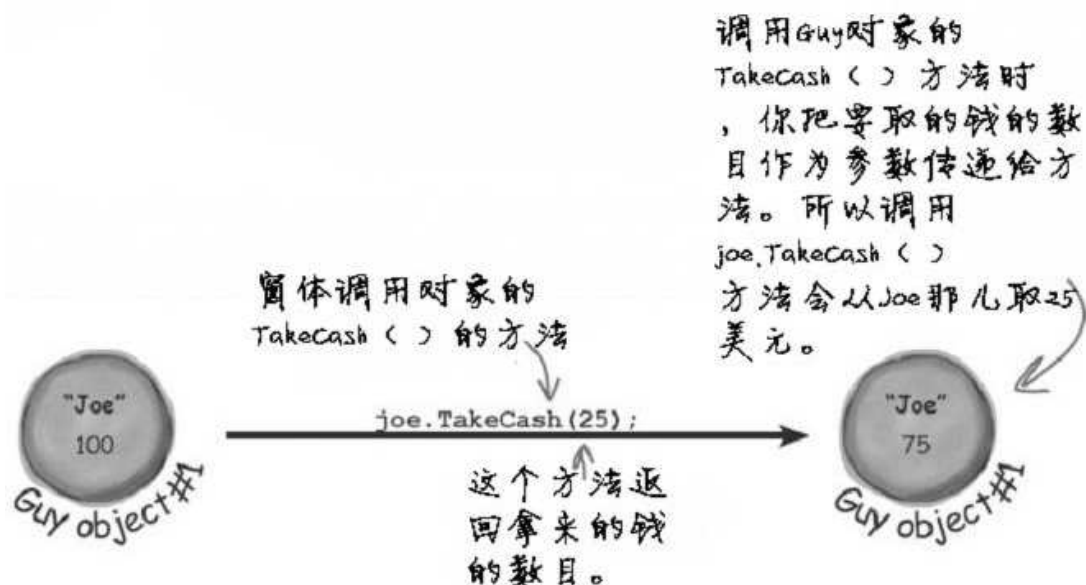 调用Guy对象的
TakeCash（ ）方法时
，你把要取的钱的数
目作为参数传递给方
法。所以调用
joe.TakeCash（ ）
方法会从Joe那儿取25
美元。
窗体调用对象的
TakeCash（ ）的方法
"Joe"
100
Guy object #1
joe.TakeCash(25);
"Joe"
75
Guy object #1
这个方法返
回拿来的钱
的数目。